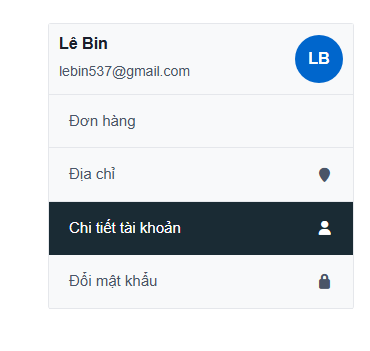 Lê Bin
LB
lebin537@gmail.com
Đơn hàng
Địa chỉ
Chi tiết tài khoản
Đổi mật khẩu